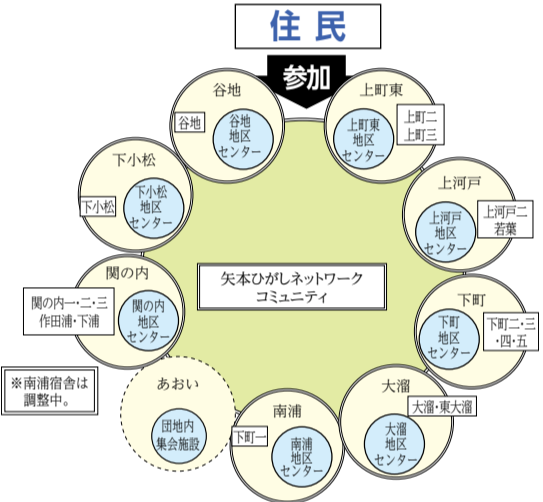 住民
参加
谷地
谷地
谷地
地区
センター
上町東
上町東
地区
センター
上町二
上町三
下小松
下小松
下小松
地区
センター
上河戸
上河戸
地区
センター
上河戸二
若葉
矢本ひがしネットワーク
コミュニティ
関の内
関の内一・二・三
作田浦・下浦
関の内
地区
センター
下町
下町
地区
センター
下町二・三
・四・五
※南浦宿舎は
調整中。
あおい
団地内
集会施設
南浦
下町一
南浦
地区
センター
大溜
大溜・東大溜
大溜
地区
センター